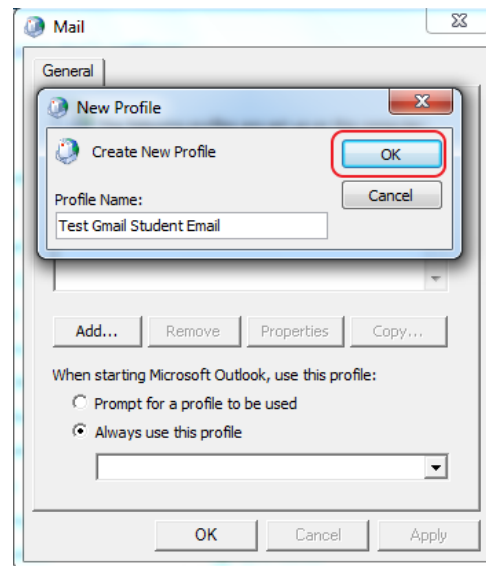 Mail
General
New Profile
Create New Profile
OK
Profile Name:
Cancel
Test Gmail Student Email
Add... Remove Properties Copy...
When starting Microsoft Outlook, use this profile:
Prompt for a profile to be used
Always use this profile
OK Cancel Apply